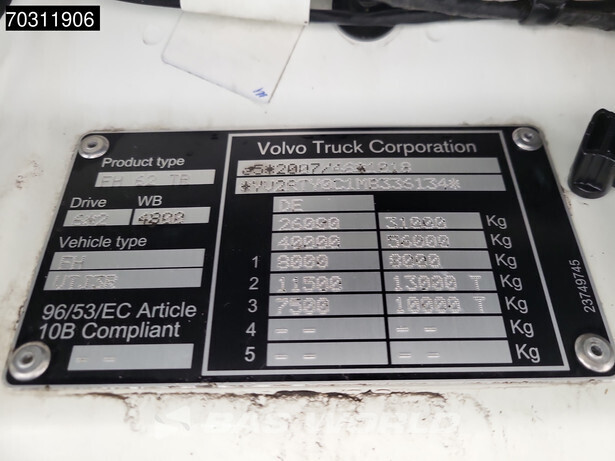 70311906
Volvo Truck Corporation
Product type
FH 62 TR
Drive WB
6X2 4800
Vehicle type
FH
VTJ3R
96/53/EC Article
10B Compliant
- -
DE
26000 31000 Kg
40000 56000 Kg
1 8000 8000 Kg
2 11500 13000 T Kg
3 7500 10000 T Kg
4 - - - - Kg
5 - - - - Kg
23749745